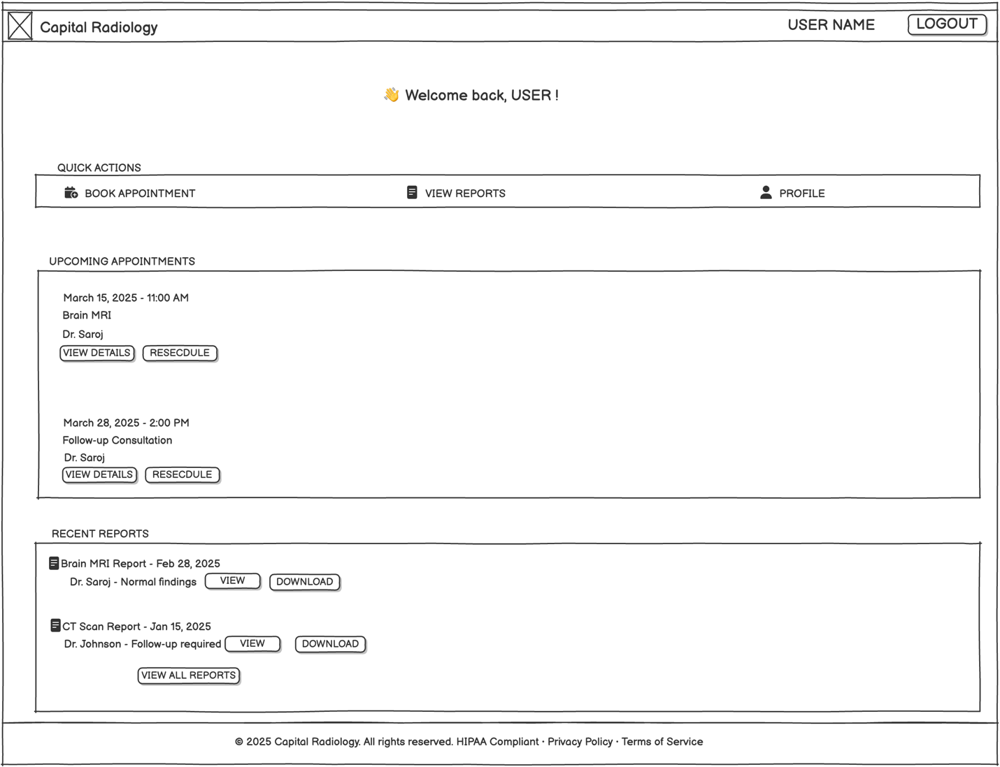 Capital Radiology
USER NAME
LOGOUT
👋 Welcome back, USER !
QUICK ACTIONS
BOOK APPOINTMENT
VIEW REPORTS
PROFILE
UPCOMING APPOINTMENTS
March 15, 2025 - 11:00 AM
Brain MRI
Dr. Saroj
VIEW DETAILS
RESECDULE
March 28, 2025 - 2:00 PM
Follow-up Consultation
Dr. Saroj
VIEW DETAILS
RESECDULE
RECENT REPORTS
Brain MRI Report - Feb 28, 2025
Dr. Saroj - Normal findings
VIEW
DOWNLOAD
CT Scan Report - Jan 15, 2025
Dr. Johnson - Follow-up required
VIEW
DOWNLOAD
VIEW ALL REPORTS
© 2025 Capital Radiology. All rights reserved. HIPAA Compliant · Privacy Policy · Terms of Service